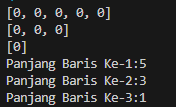 [0, 0, 0, 0, 0]
[0, 0, 0]
[0]
Panjang Baris Ke-1:5
Panjang Baris Ke-2:3
Panjang Baris Ke-3:1